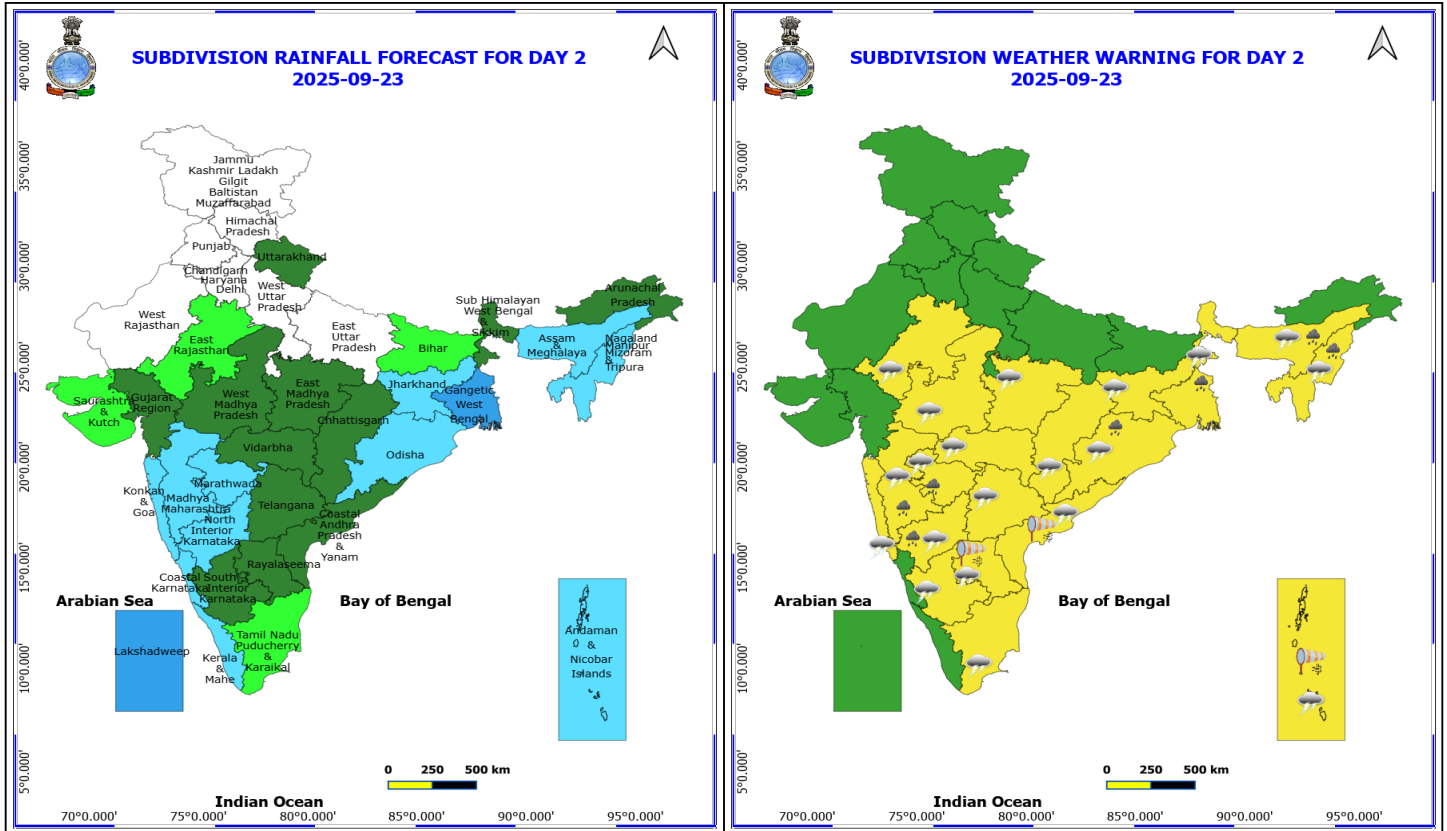 SUBDIVISION RAINFALL FORECAST FOR DAY 2
2025-09-23
40°0.000'
35°0.000'
30°0.000'
25°0.000'
20°0.000'
15°0.000'
10°0.000'
5°0.000'
Jammu
Kashmir Ladakh
Gilgit
Baltistan
Muzaffarabad
Himachal
Pradesh
Punjab
Uttarakhand
Chandigarh
Haryana
Delhi
West
Uttar
Pradesh
West
Rajasthan
East
Rajasthan
East
Uttar
Pradesh
Bihar
Sub Himalayan
West Bengal
&
Sikkim
Arunachal
Pradesh
Assam
&
Meghalaya
Nagaland
Manipur
Mizoram
&
Tripura
Saurashtra
&
Kutch
Gujarat
Region
West
Madhya
Pradesh
East
Madhya
Pradesh
Jharkhand
Gangetic
West
Bengal
Chhattisgarh
Odisha
Vidarbha
Konkan
&
Goa
Madhya
Maharashtra
Marathwada
Telangana
North
Interior
Karnataka
Coastal
Andhra
Pradesh
&
Yanam
Rayalaseema
Coastal
Karnataka
South
Interior
Karnataka
Tamil Nadu
Puducherry
&
Karaikal
Kerala
&
Mahe
Lakshadweep
Andaman
&
Nicobar
Islands
Arabian Sea
Bay of Bengal
0 250 500 km
Indian Ocean
70°0.000' 75°0.000' 80°0.000' 85°0.000' 90°0.000' 95°0.000'
SUBDIVISION WEATHER WARNING FOR DAY 2
2025-09-23
40°0.000'
35°0.000'
30°0.000'
25°0.000'
20°0.000'
15°0.000'
10°0.000'
5°0.000'
Arabian Sea
Bay of Bengal
0 250 500 km
Indian Ocean
70°0.000' 75°0.000' 80°0.000' 85°0.000' 90°0.000' 95°0.000'